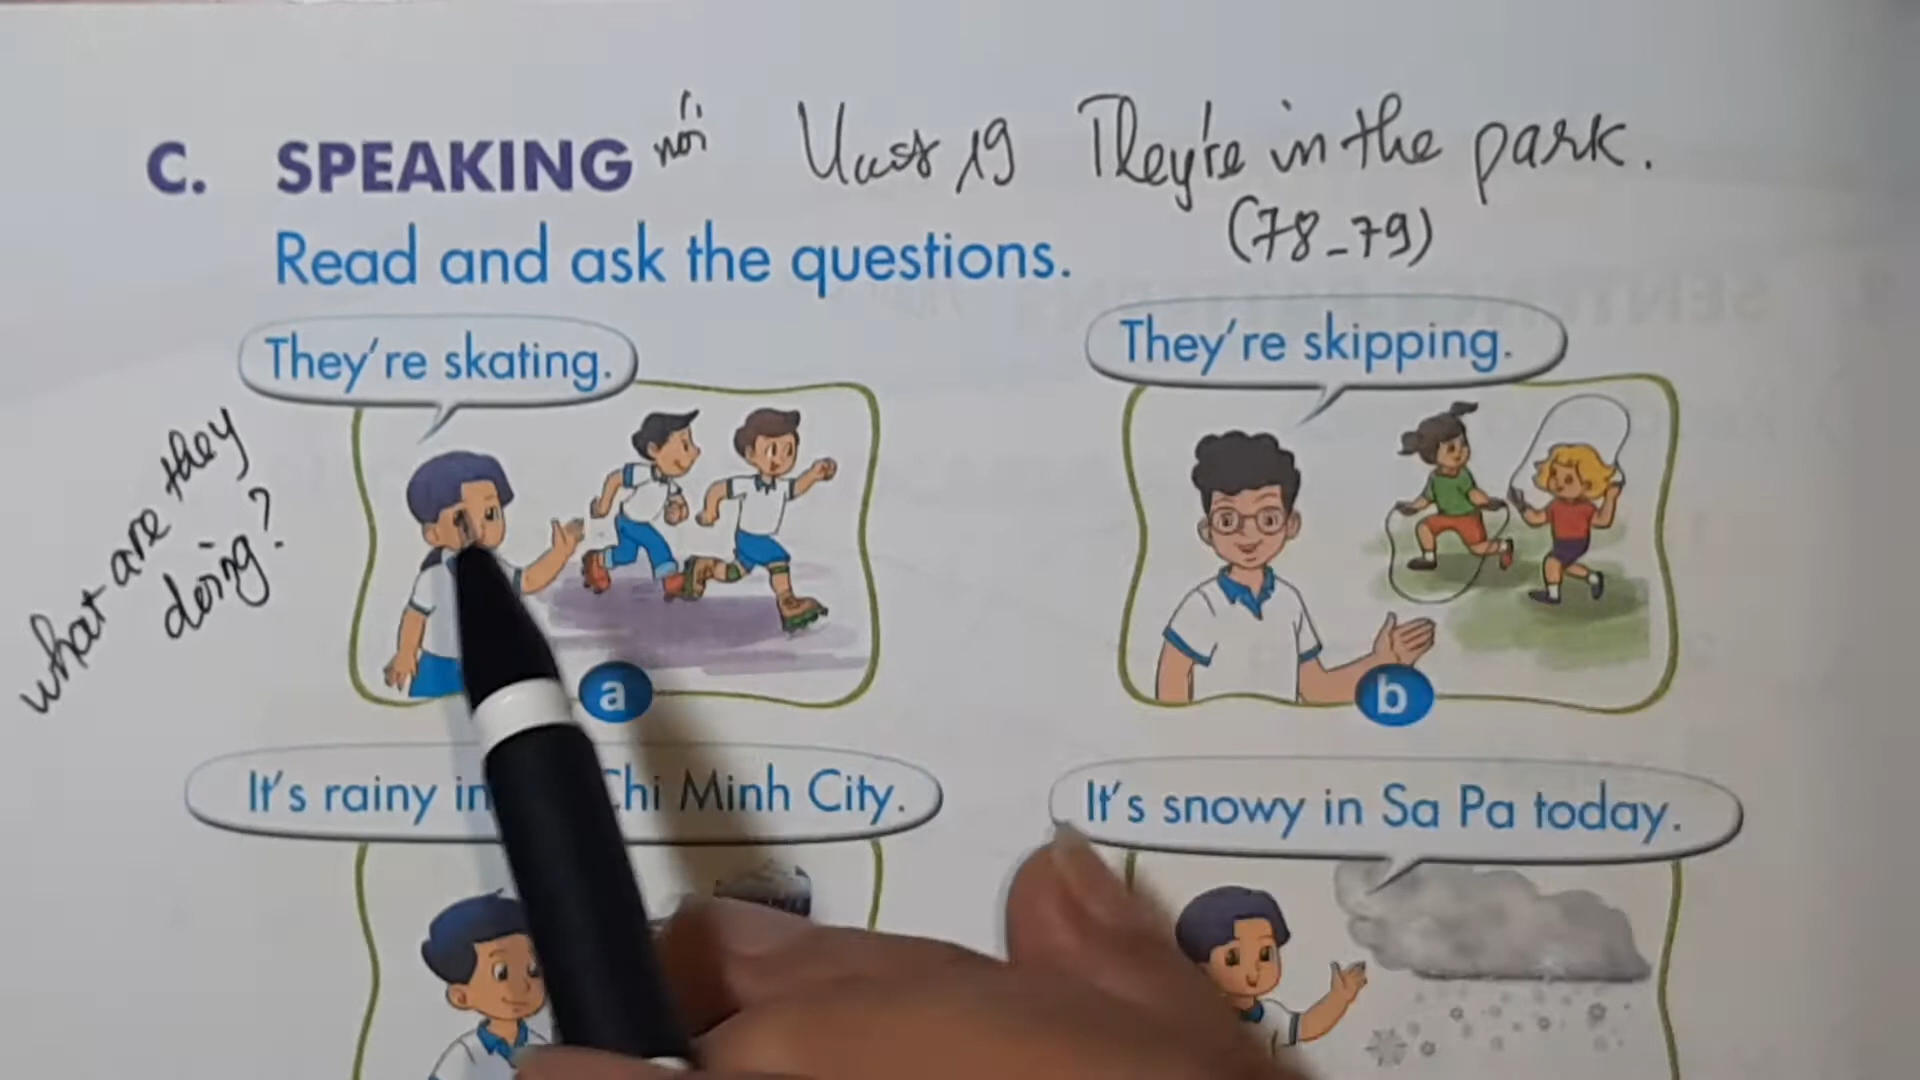 C. SPEAKING nói Unit 19 They're in the park.
(78-79)
Read and ask the questions.
They're skating.
They're skipping.
what are they
doing?
a
b
It's rainy in Chi Minh City.
It's snowy in Sa Pa today.